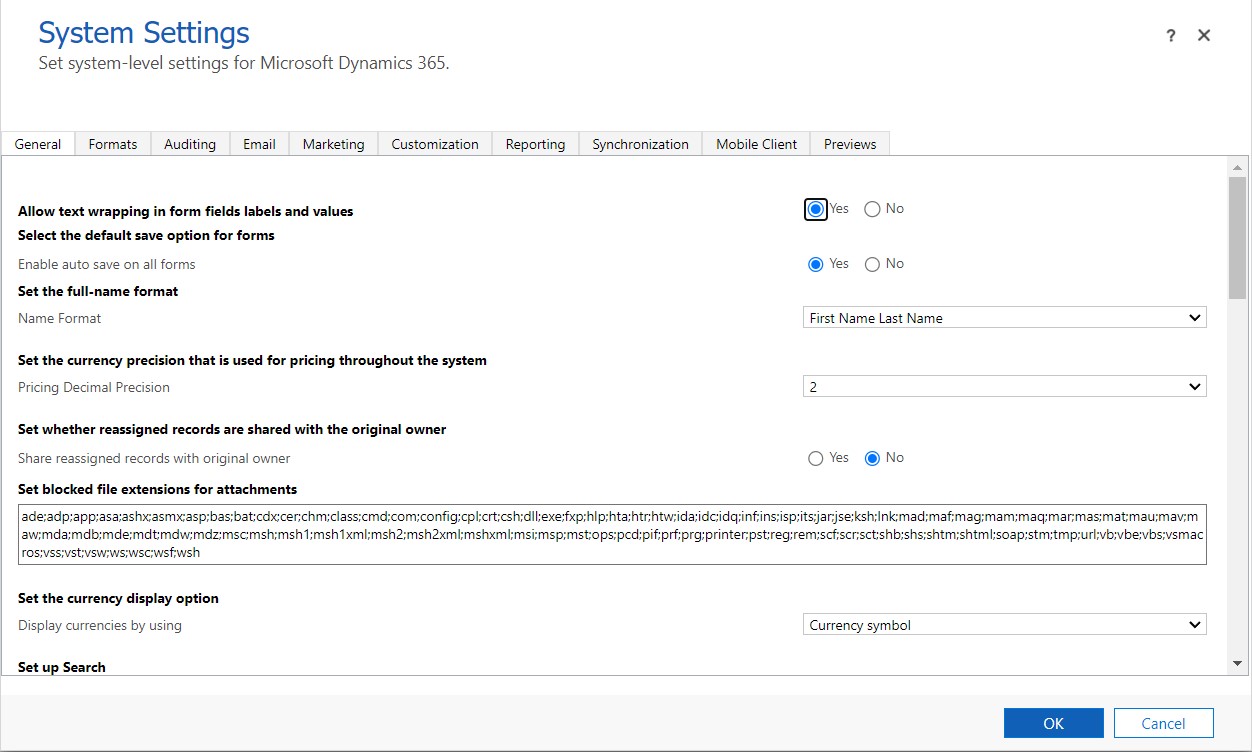 System Settings
?
Set system-level settings for Microsoft Dynamics 365.
General Formats Auditing Email Marketing Customization Reporting Synchronization Mobile Client Previews
Allow text wrapping in form fields labels and values Yes No
Select the default save option for forms
Enable auto save on all forms Yes No
Set the full-name format
Name Format First Name Last Name
Set the currency precision that is used for pricing throughout the system
Pricing Decimal Precision 2
Set whether reassigned records are shared with the original owner
Share reassigned records with original owner Yes No
Set blocked file extensions for attachments
ade;adp;app;asa;ashx;asmx;asp;bas;bat;cdx;cer;chm;class;cmd;com;config;cpl;crt;csh;dll;exe;fxp;hlp;hta;htr;htw;ida;idc;idq;inf;ins;isp;its;jar;jse;ksh;lnk;mad;maf;mag;mam;maq;mar;mas;mat;mau;mav;m
aw;mda;mdb;mde;mdt;mdw;mdz;msc;msh;msh1;msh1xml;msh2;msh2xml;mshxml;msi;msp;mst;ops;pcd;pif;prf;prg;printer;pst;reg;rem;scf;scr;sct;shb;shs;shtm;shtml;soap;stm;tmp;url;vb;vbe;vbs;vsmac
ros;vss;vst;vsw;ws;wsc;wsf;wsh
Set the currency display option
Display currencies by using Currency symbol
Set up Search
OK Cancel